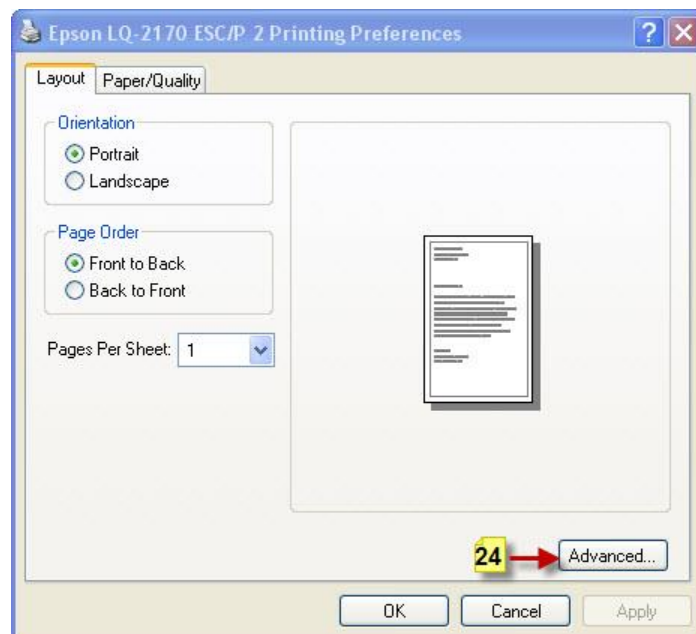 Epson LQ-2170 ESC/P 2 Printing Preferences
Layout
Paper/Quality
Orientation
Portrait
Landscape
Page Order
Front to Back
Back to Front
Pages Per Sheet: 1
24
Advanced...
OK
Cancel
Apply